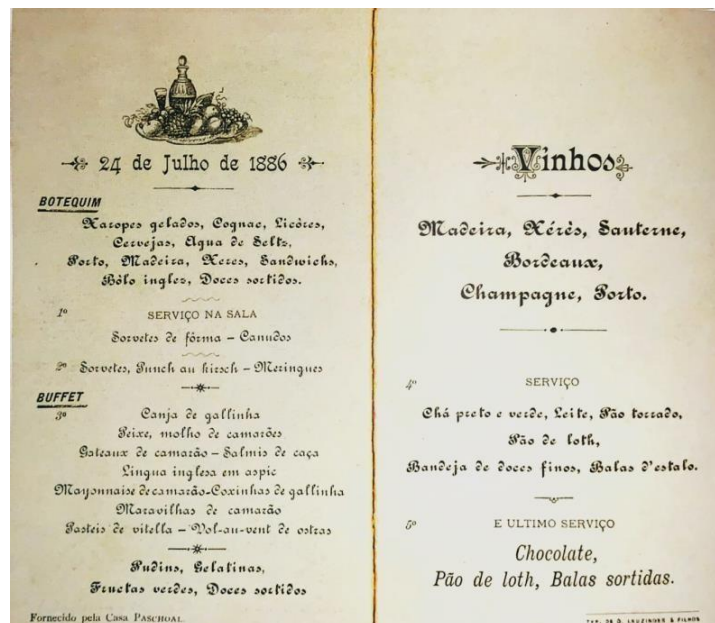 24 de Julho de 1886
BOTEQUIM
Xaropes gelados, Cognac, Licôres,
Cervejas, Agua de Seltz,
Porto, Madeira, Xeres, Sandwichs,
Bôlo inglez, Doces sortidos.
1º SERVIÇO NA SALA
Sorvetes de fôrma – Canudos
2º Sorvetes, Punch au kirsch – Meringues
BUFFET
3º Canja de gallinha
Peixe, molho de camarões
Gateaux de camarão – Salmis de caça
Lingua ingleza em aspic
Mayonnaise de camarão – Coxinhas de gallinha
Maravilhas de camarão
Pasteis de vitella – Vol-au-vent de ostras
Pudins, Gelatinas,
Fructas verdes, Doces sortidos
Fornecido pela Casa PASCHOAL
Vinhos
Madeira, Xérès, Sauterne,
Bordeaux,
Champagne, Porto.
4º SERVIÇO
Chá preto e verde, Leite, Pão torrado,
Pão de loth,
Bandeja de doces finos, Balas d'estalo.
5º E ULTIMO SERVIÇO
Chocolate,
Pão de loth, Balas sortidas.
TYP. DE G. LEUZINGER & FILHOS